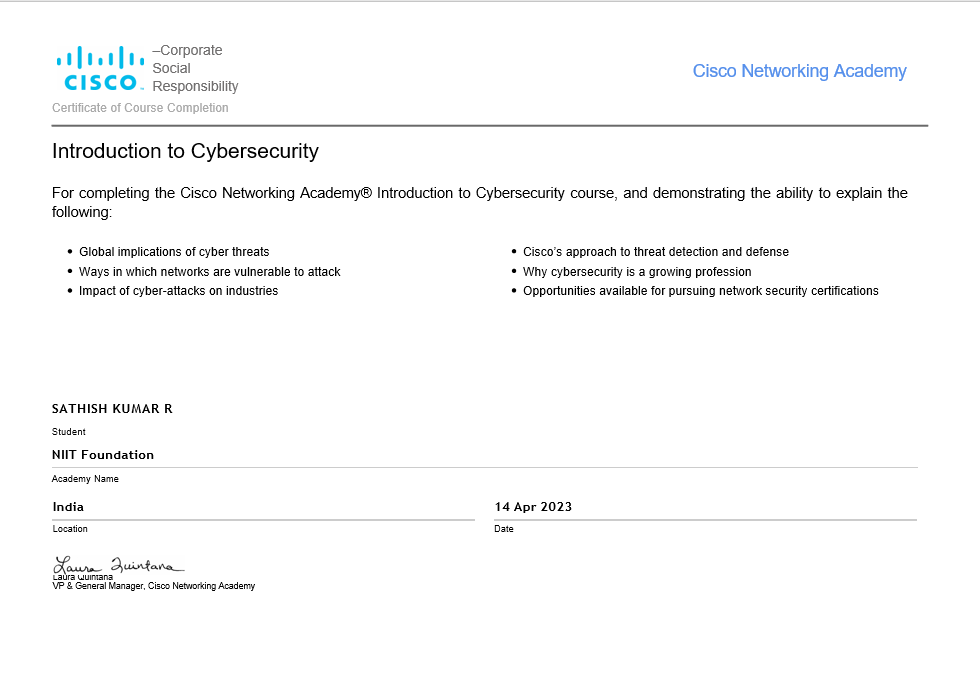 –Corporate
Social
Responsibility
CISCO
Cisco Networking Academy
Certificate of Course Completion
Introduction to Cybersecurity
For completing the Cisco Networking Academy® Introduction to Cybersecurity course, and demonstrating the ability to explain the
following:
• Global implications of cyber threats
• Ways in which networks are vulnerable to attack
• Impact of cyber-attacks on industries
• Cisco's approach to threat detection and defense
• Why cybersecurity is a growing profession
• Opportunities available for pursuing network security certifications
SATHISH KUMAR R
Student
NIIT Foundation
Academy Name
India
Location
14 Apr 2023
Date
Laura Quintana
Laura Quintana
VP & General Manager, Cisco Networking Academy